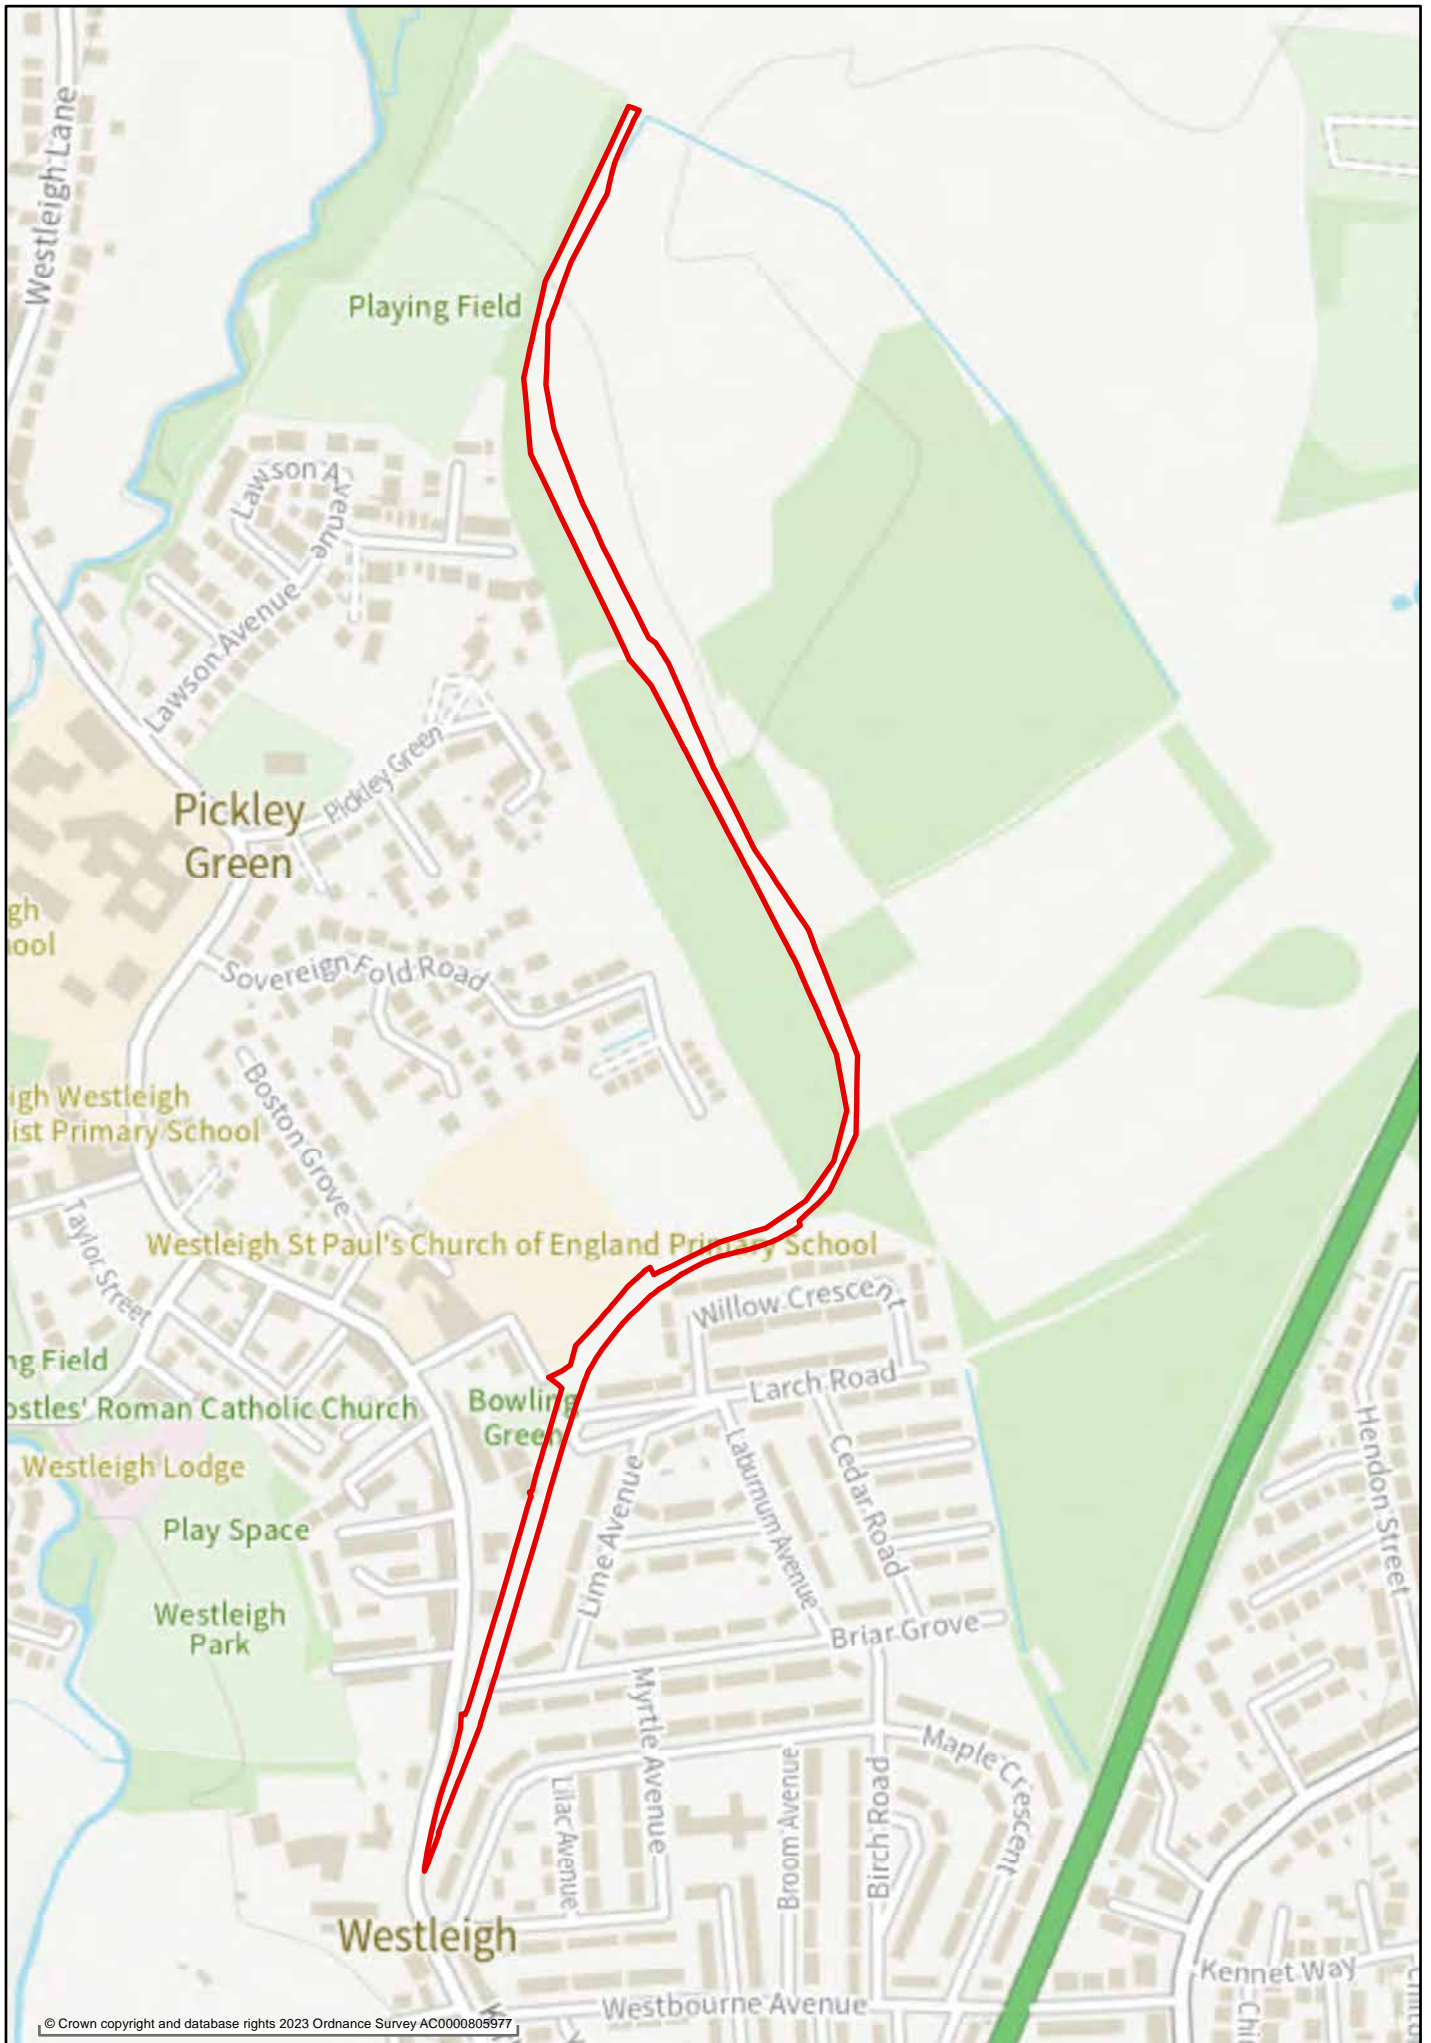 Westleigh Lane
Playing Field
Lawson Avenue
Lawson Avenue
Pickley Green
Pickley
Green
gh
ool
Sovereign Fold Road
Boston Grove
igh Westleigh
ist Primary School
Taylor Street
Westleigh St Paul's Church of England Primary School
Willow Crescent
ng Field
Larch Road
ostles' Roman Catholic Church
Bowling
Green
Hendon Street
Westleigh Lodge
Lime Avenue
Laburnum Avenue
Cedar Road
Play Space
Westleigh
Park
Briar Grove
Myrtle Avenue
Maple Crescent
Lilac Avenue
Broom Avenue
Birch Road
Westleigh
Kennet Way
Westbourne Avenue
© Crown copyright and database rights 2023 Ordnance Survey AC0000805977